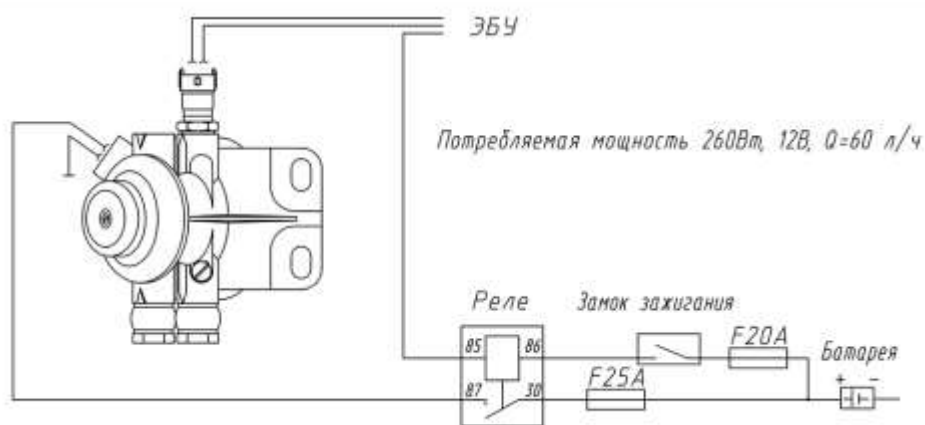 ЭБУ
Потребляемая мощность 260Вт, 12В, Q=60 л/ч
Реле
Замок зажигания
85 86
F20A
Батарея
+ -
87 30
F25A